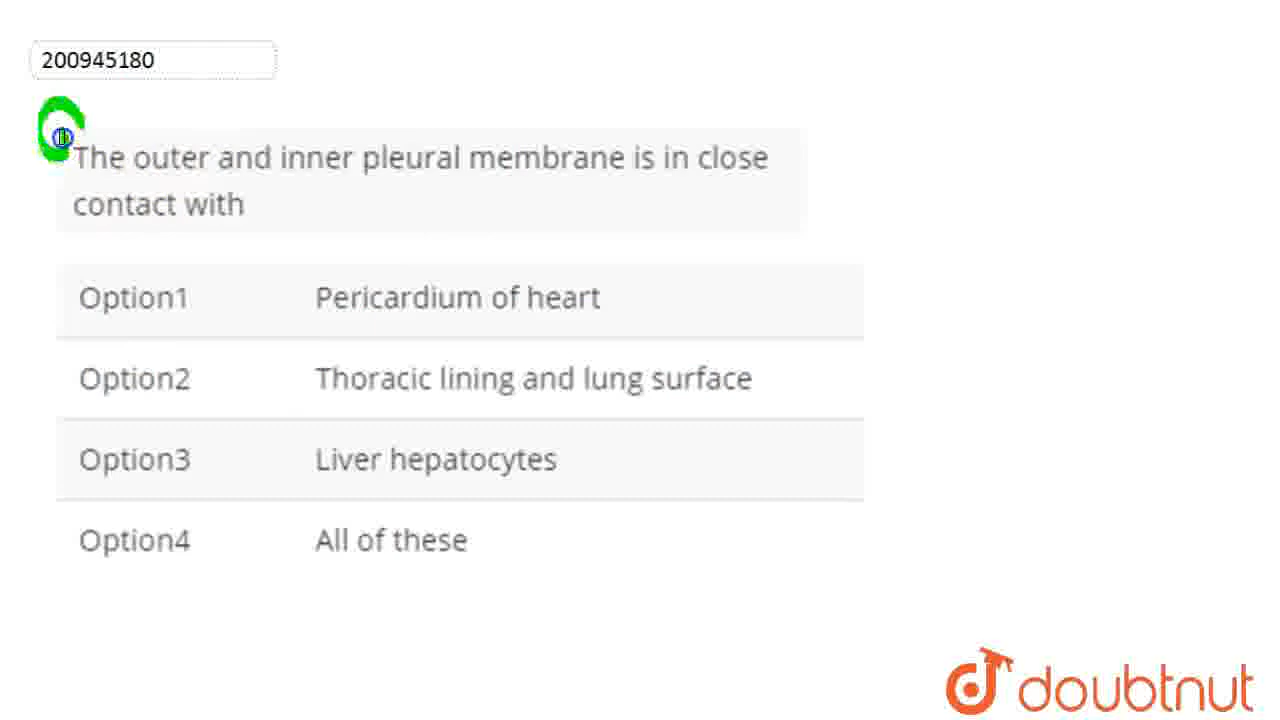 200945180
The outer and inner pleural membrane is in close
contact with
Option1 Pericardium of heart
Option2 Thoracic lining and lung surface
Option3 Liver hepatocytes
Option4 All of these
doubtnut